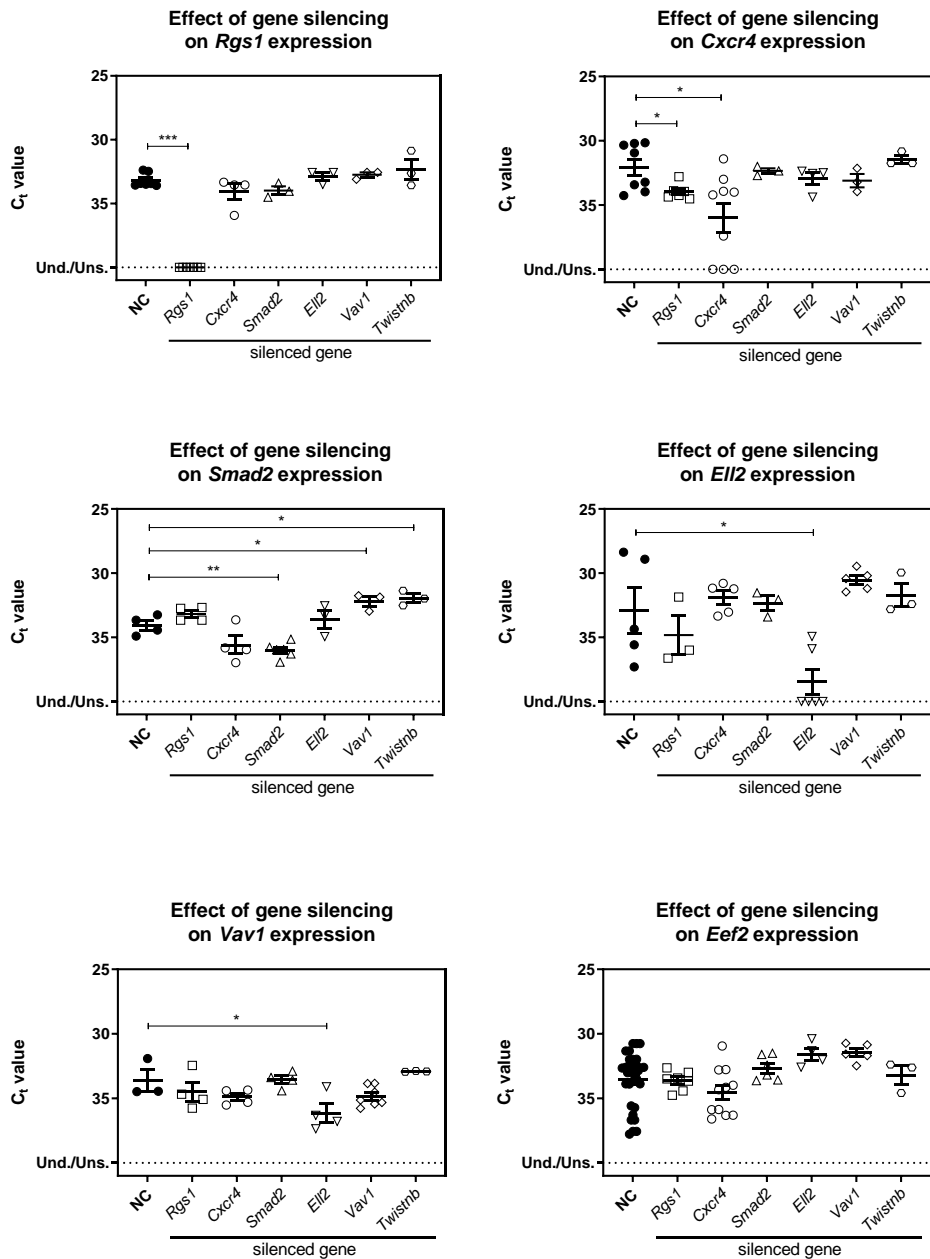 Effect of gene silencing
on Rgs1 expression
25
30
35
Und./Uns.
Ct value
***
NC
Rgs1
Cxcr4
Smad2
Ell2
Vav1
Twistnb
silenced gene
Effect of gene silencing
on Cxcr4 expression
25
30
35
Und./Uns.
Ct value
*
*
NC
Rgs1
Cxcr4
Smad2
Ell2
Vav1
Twistnb
silenced gene
Effect of gene silencing
on Smad2 expression
25
30
35
Und./Uns.
Ct value
*
*
**
NC
Rgs1
Cxcr4
Smad2
Ell2
Vav1
Twistnb
silenced gene
Effect of gene silencing
on Ell2 expression
25
30
35
Und./Uns.
Ct value
*
NC
Rgs1
Cxcr4
Smad2
Ell2
Vav1
Twistnb
silenced gene
Effect of gene silencing
on Vav1 expression
25
30
35
Und./Uns.
Ct value
*
NC
Rgs1
Cxcr4
Smad2
Ell2
Vav1
Twistnb
silenced gene
Effect of gene silencing
on Eef2 expression
25
30
35
Und./Uns.
Ct value
NC
Rgs1
Cxcr4
Smad2
Ell2
Vav1
Twistnb
silenced gene